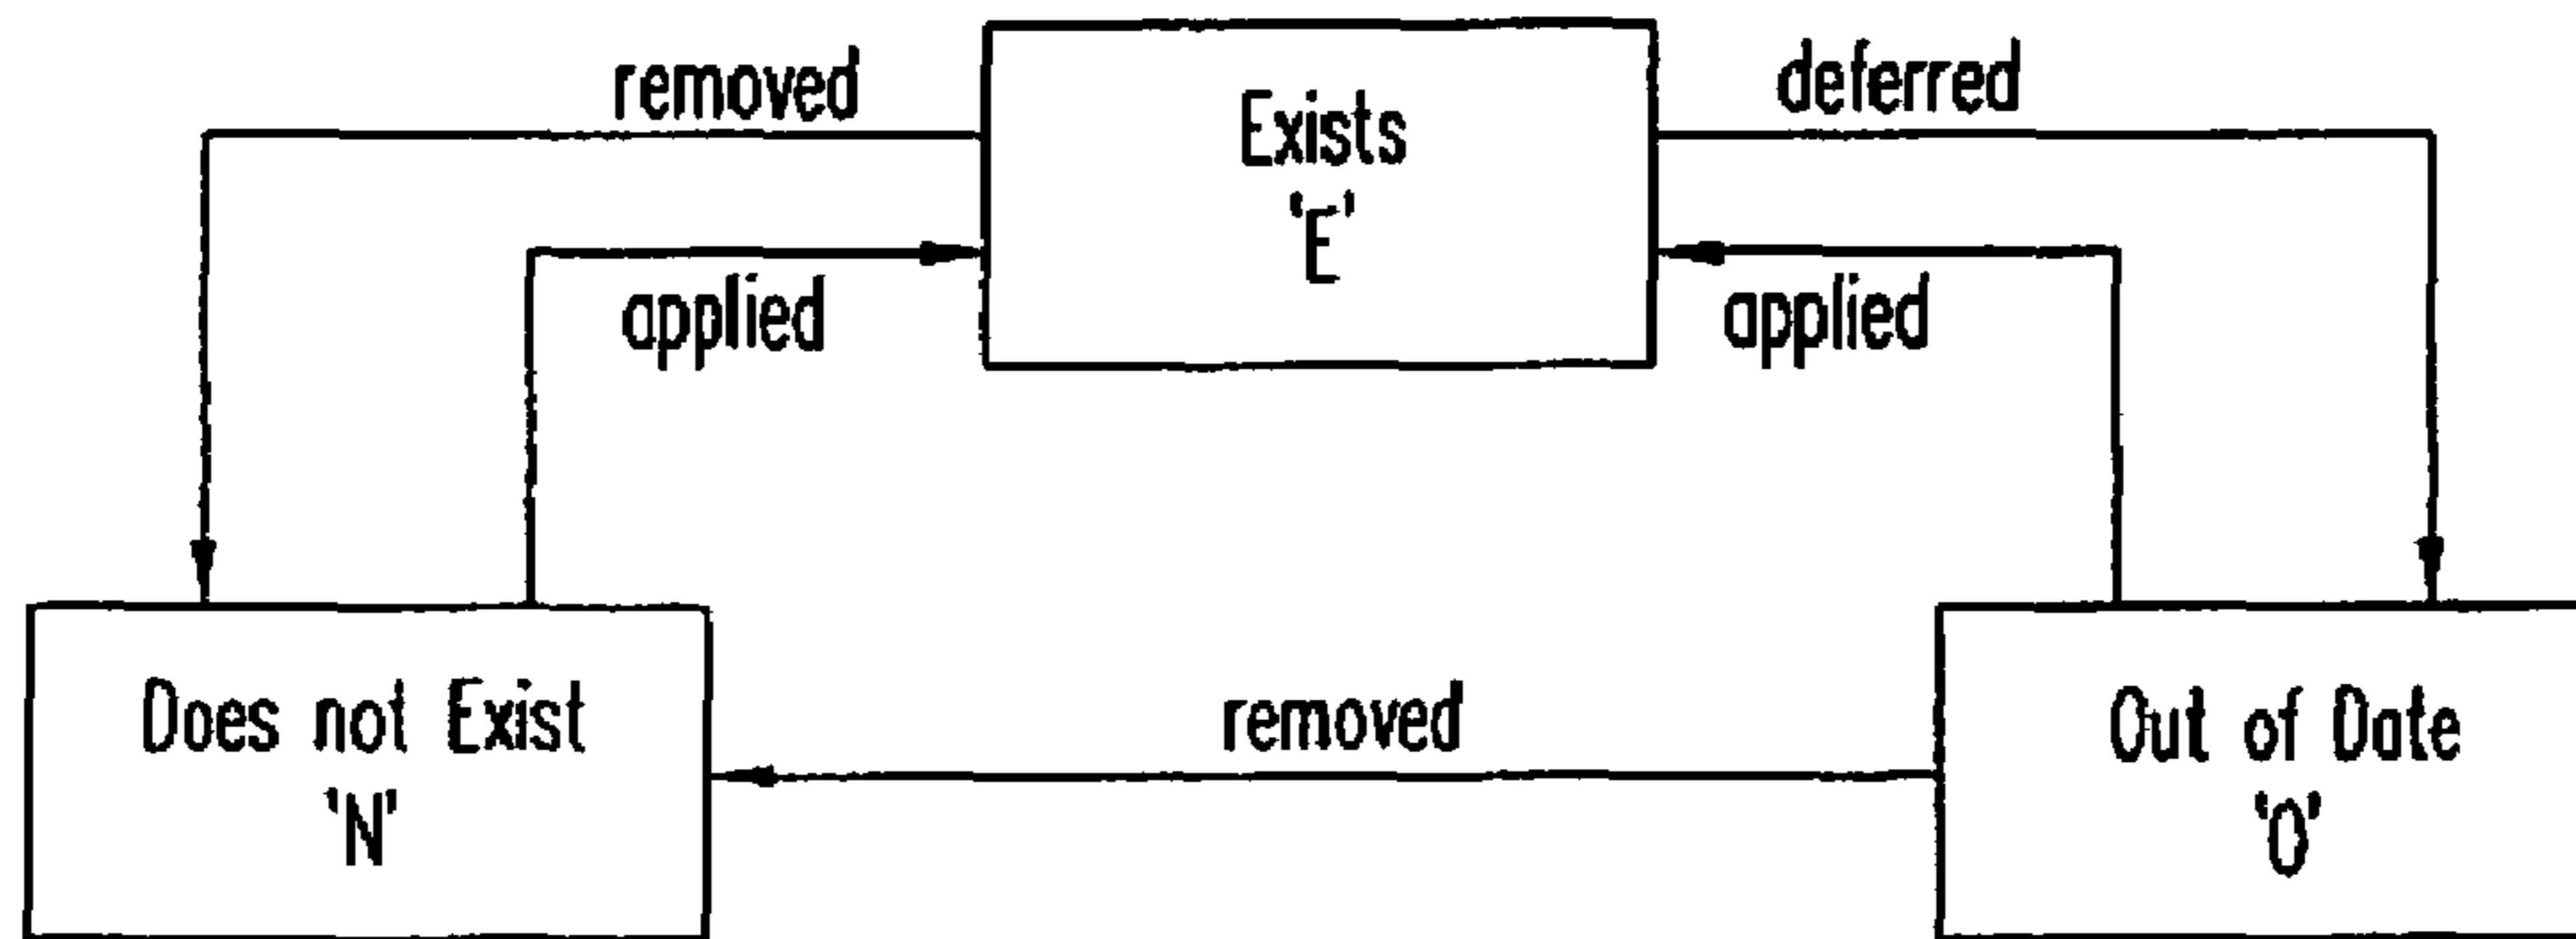 removed
deferred
Exists
'E'
applied
applied
Does not Exist
'N'
removed
Out of Date
'O'